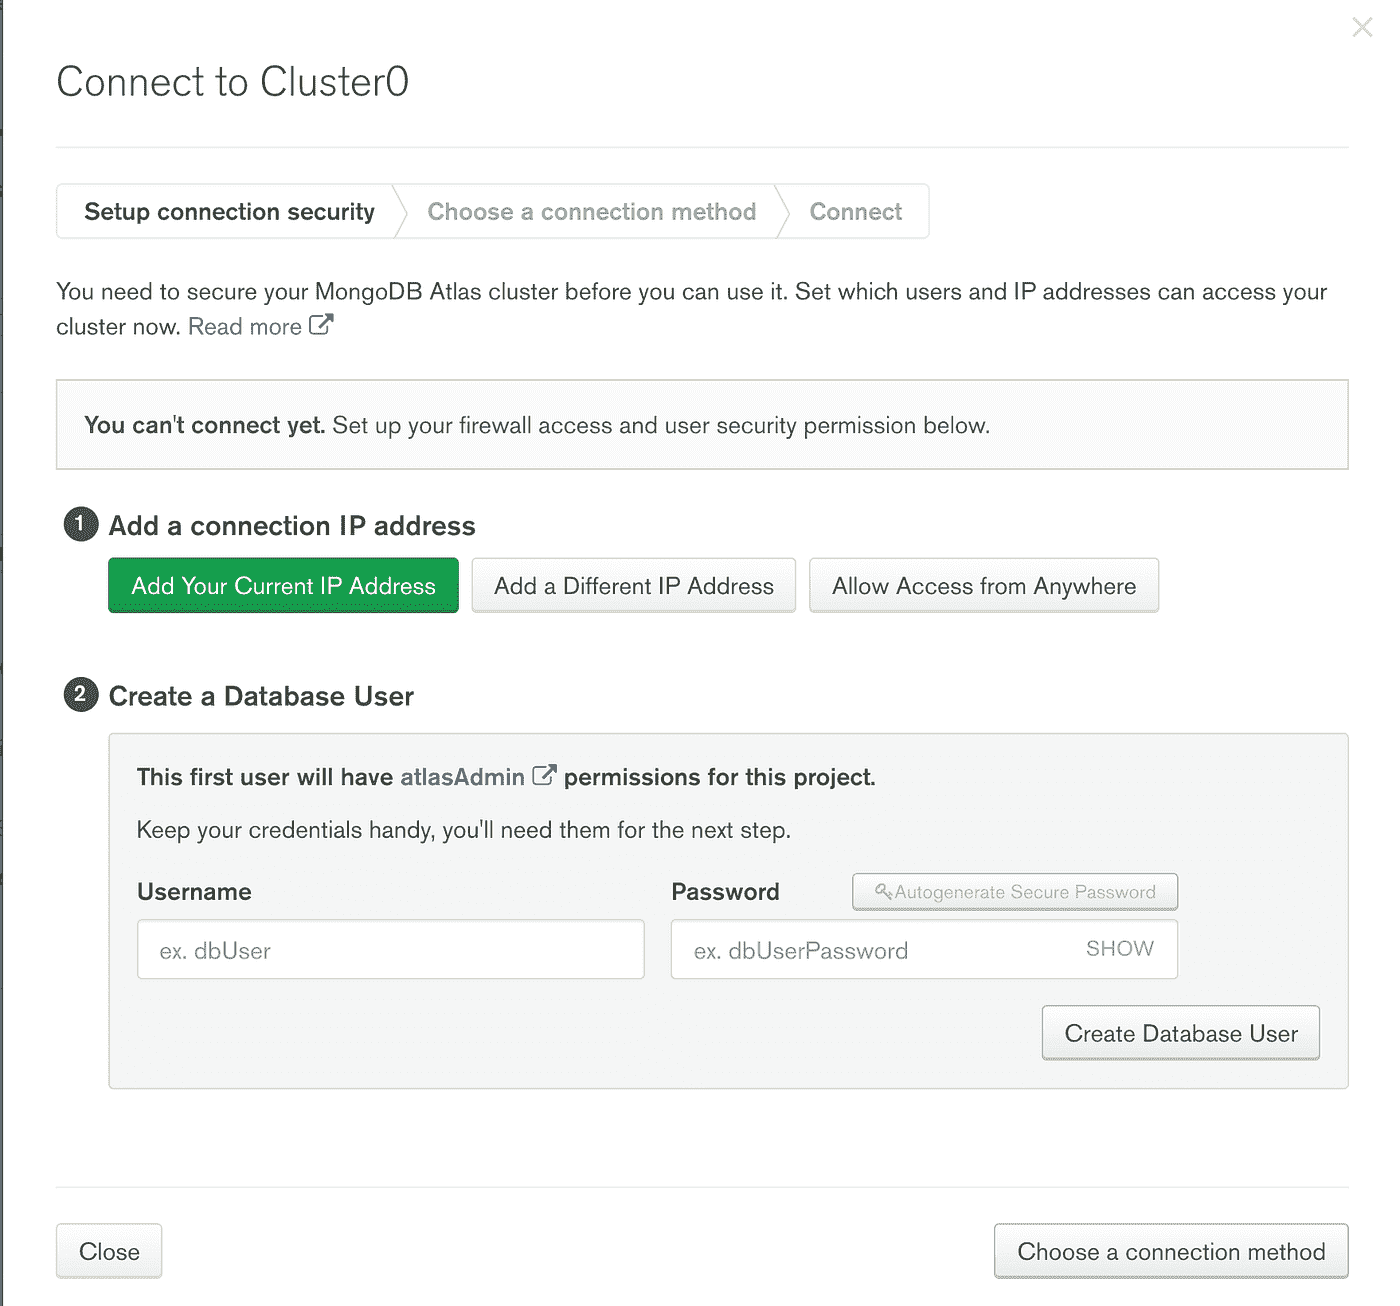 Connect to Cluster0
Setup connection security
Choose a connection method
Connect
You need to secure your MongoDB Atlas cluster before you can use it. Set which users and IP addresses can access your
cluster now. Read more
You can't connect yet. Set up your firewall access and user security permission below.
1 Add a connection IP address
Add Your Current IP Address
Add a Different IP Address
Allow Access from Anywhere
2 Create a Database User
This first user will have atlasAdmin permissions for this project.
Keep your credentials handy, you'll need them for the next step.
Username
Password
Autogenerate Secure Password
ex. dbUser
ex. dbUserPassword
SHOW
Create Database User
Close
Choose a connection method